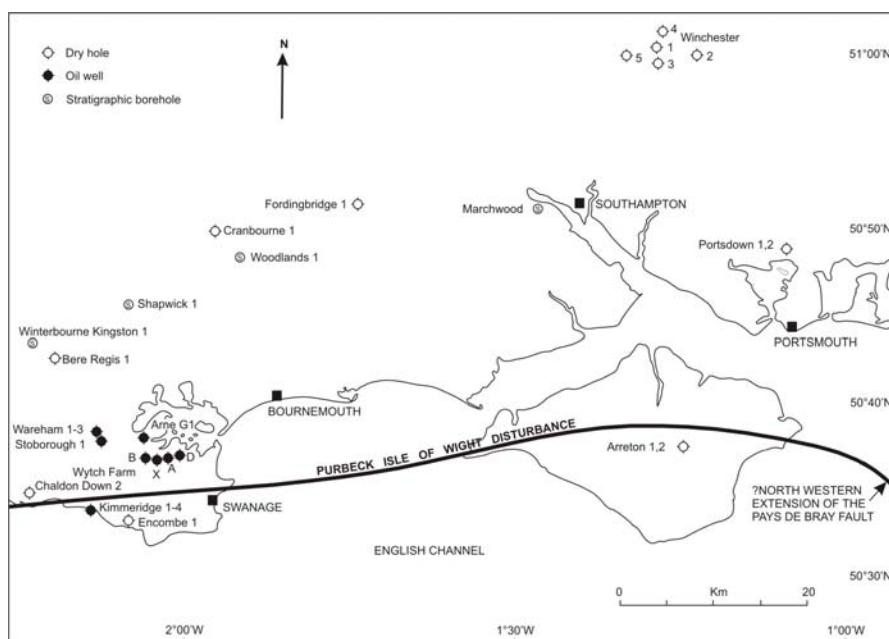 Dry hole
Oil well
Stratigraphic borehole
N
4
Winchester
1
5
2
3
51°00'N
Fordingbridge 1
Marchwood
SOUTHAMPTON
Cranbourne 1
50°50'N
Portsdown 1,2
Woodlands 1
Shapwick 1
Winterbourne Kingston 1
PORTSMOUTH
Bere Regis 1
50°40'N
BOURNEMOUTH
Wareham 1-3
Arne G1
Stoborough 1
PURBECK ISLE OF WIGHT DISTURBANCE
Arreton 1,2
B
D
Wytch Farm
X
A
Chaldon Down 2
?NORTH WESTERN
EXTENSION OF THE
PAYS DE BRAY FAULT
Kimmeridge 1-4
SWANAGE
Encombe 1
ENGLISH CHANNEL
50°30'N
0 Km 20
2°00'W
1°30'W
1°00'W